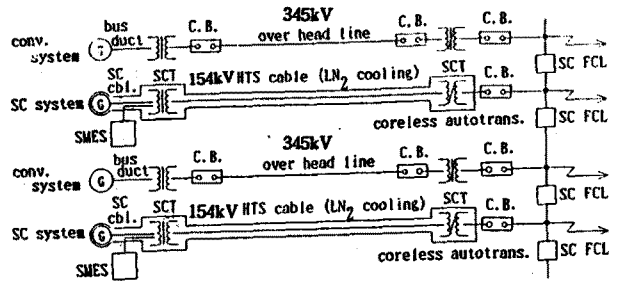 345kV
conv. system
bus duct
C.B.
over head line
C.B.
C.B.
SC FCL
SC cbl.
SCT
154kV HTS cable (LN2 cooling)
SCT
C.B.
SC system
G
SMES
coreless autotrans.
SC FCL
345kV
conv. system
bus duct
G
C.B.
over head line
C.B.
C.B.
SC FCL
SC cbl.
SCT
154kV HTS cable (LN2 cooling)
SCT
C.B.
SC system
G
SMES
coreless autotrans.
SC FCL